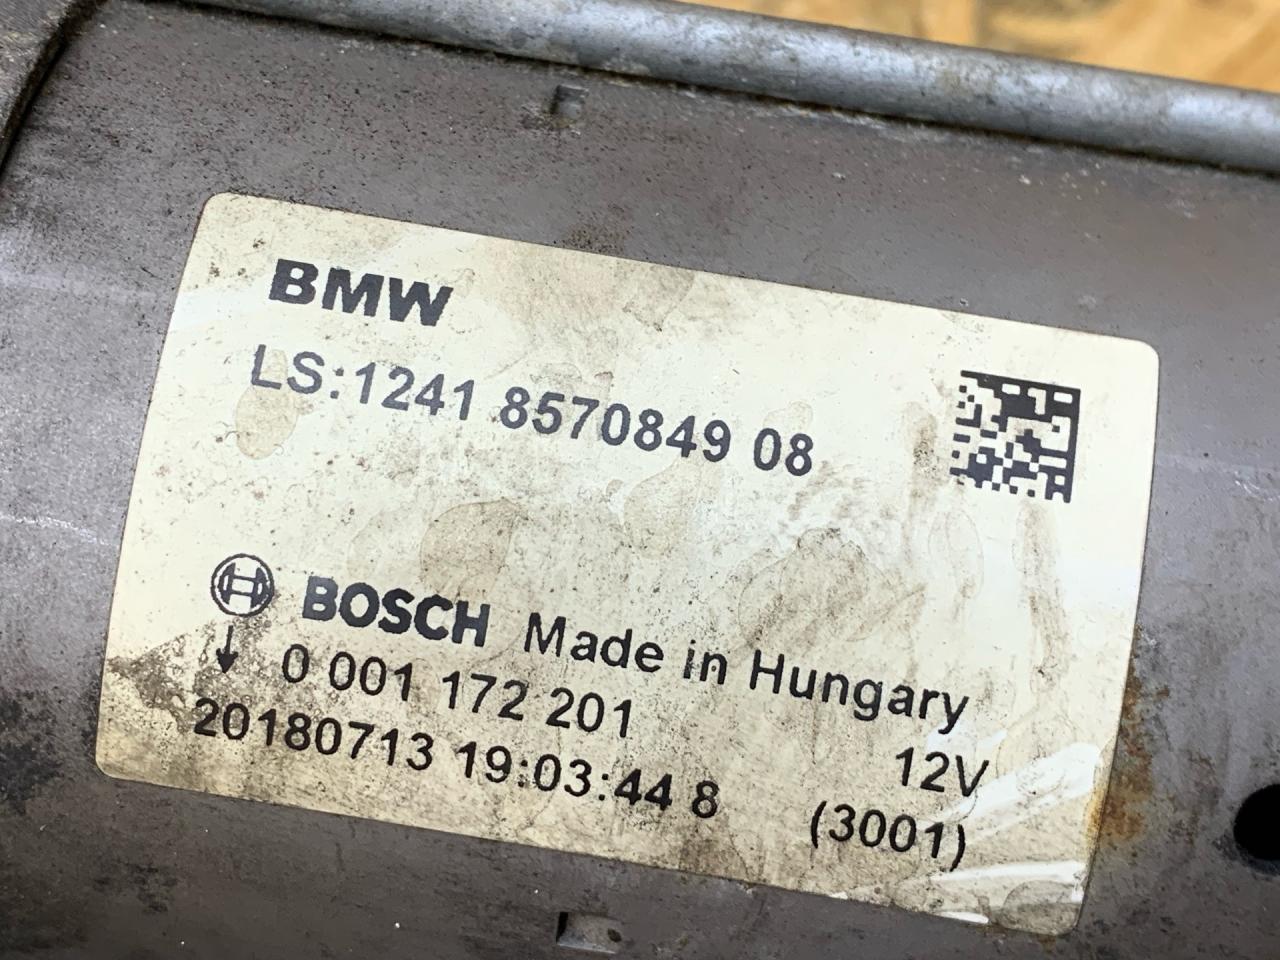 BMW
LS:1241 8570849 08
BOSCH Made in Hungary
↓ 0 001 172 201
12V
20180713 19:03:44 8 (3001)